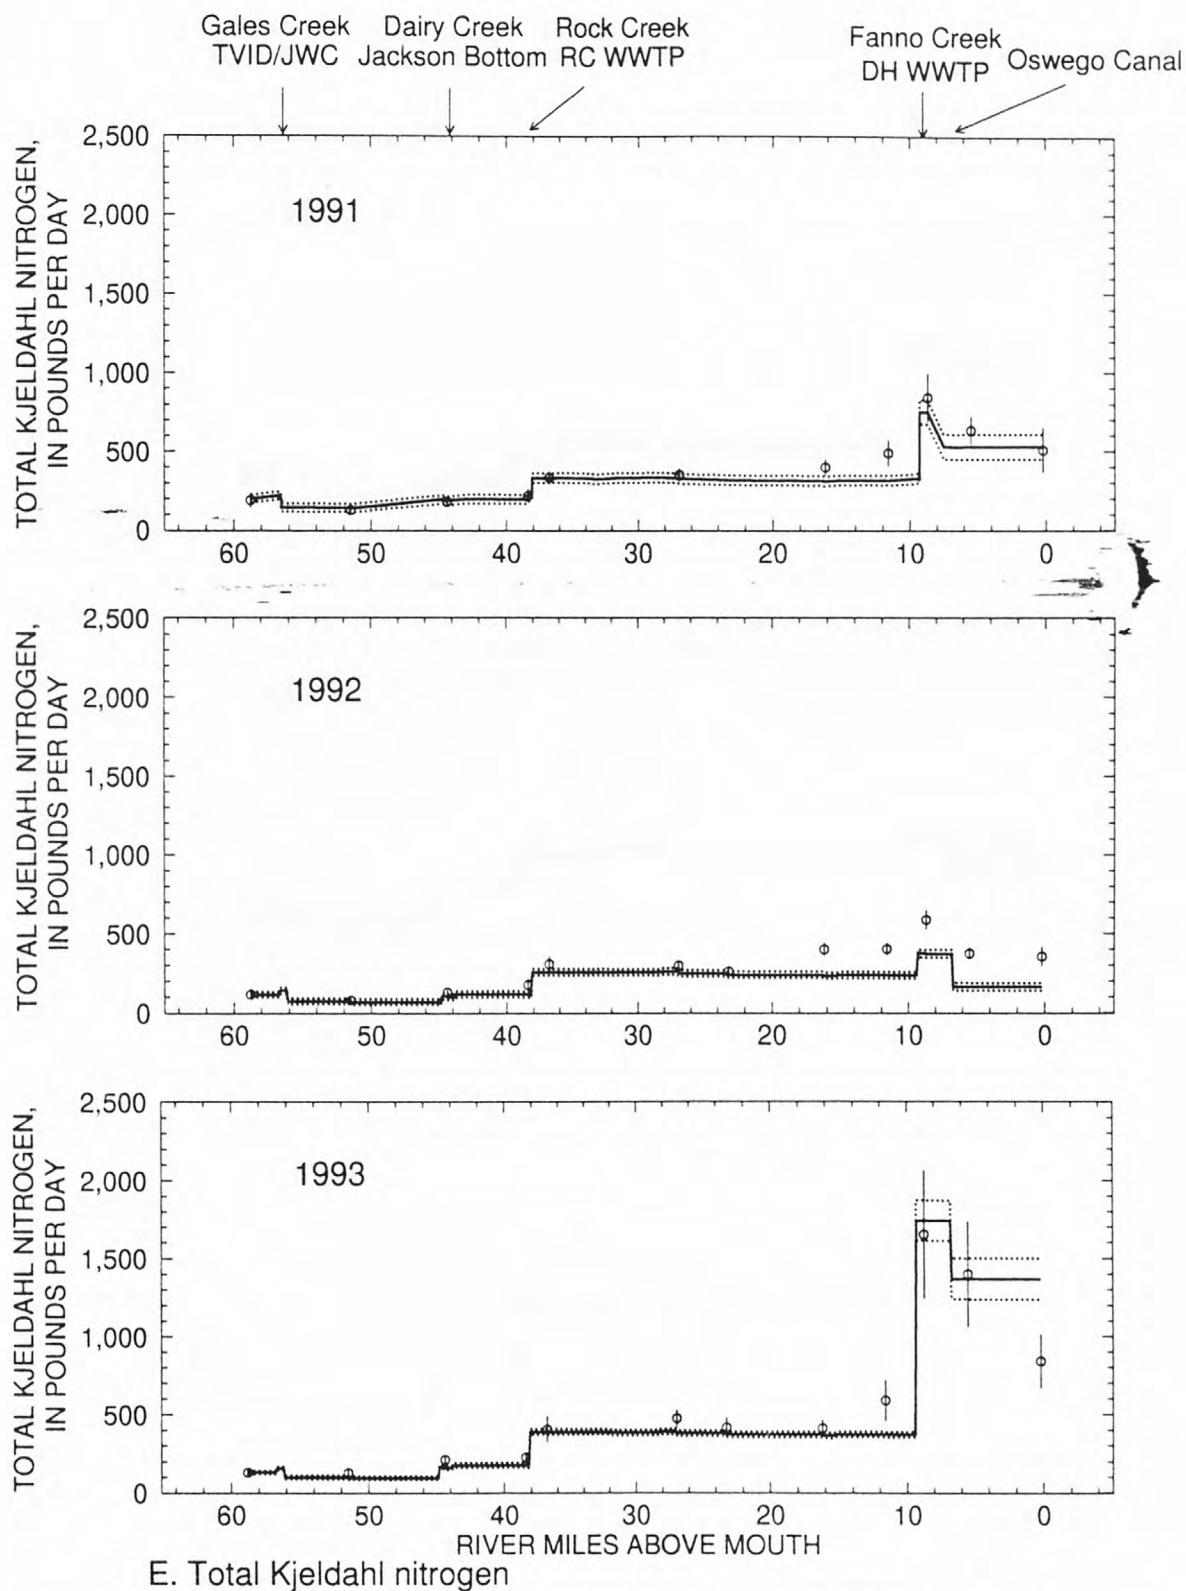 Gales Creek
TVID/JWC
Dairy Creek
Jackson Bottom
Rock Creek
RC WWTP
Fanno Creek
DH WWTP
Oswego Canal
TOTAL KJELDAHL NITROGEN,
IN POUNDS PER DAY
2,500
2,000
1,500
1,000
500
0
1991
60 50 40 30 20 10 0
TOTAL KJELDAHL NITROGEN,
IN POUNDS PER DAY
2,500
2,000
1,500
1,000
500
0
1992
60 50 40 30 20 10 0
TOTAL KJELDAHL NITROGEN,
IN POUNDS PER DAY
2,500
2,000
1,500
1,000
500
0
1993
60 50 40 30 20 10 0
RIVER MILES ABOVE MOUTH
E. Total Kjeldahl nitrogen